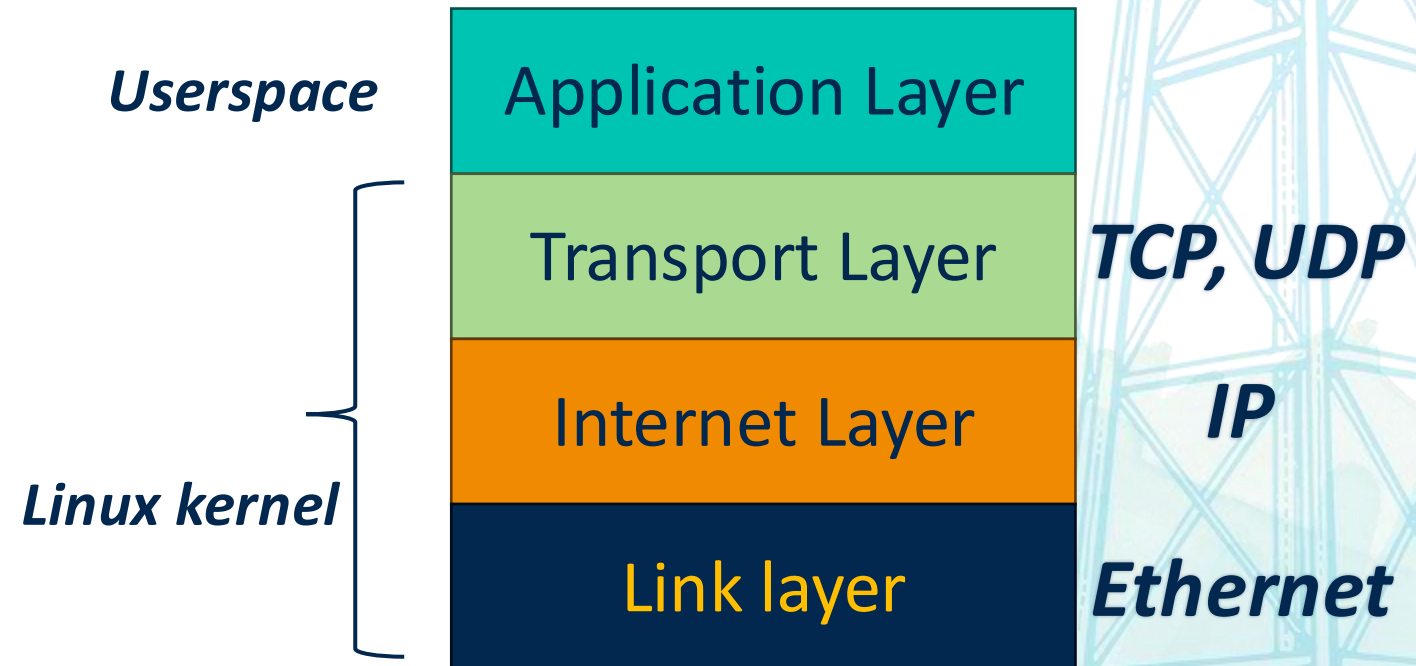 Userspace
Application Layer
Transport Layer
TCP, UDP
Internet Layer
IP
Linux kernel
Link layer
Ethernet